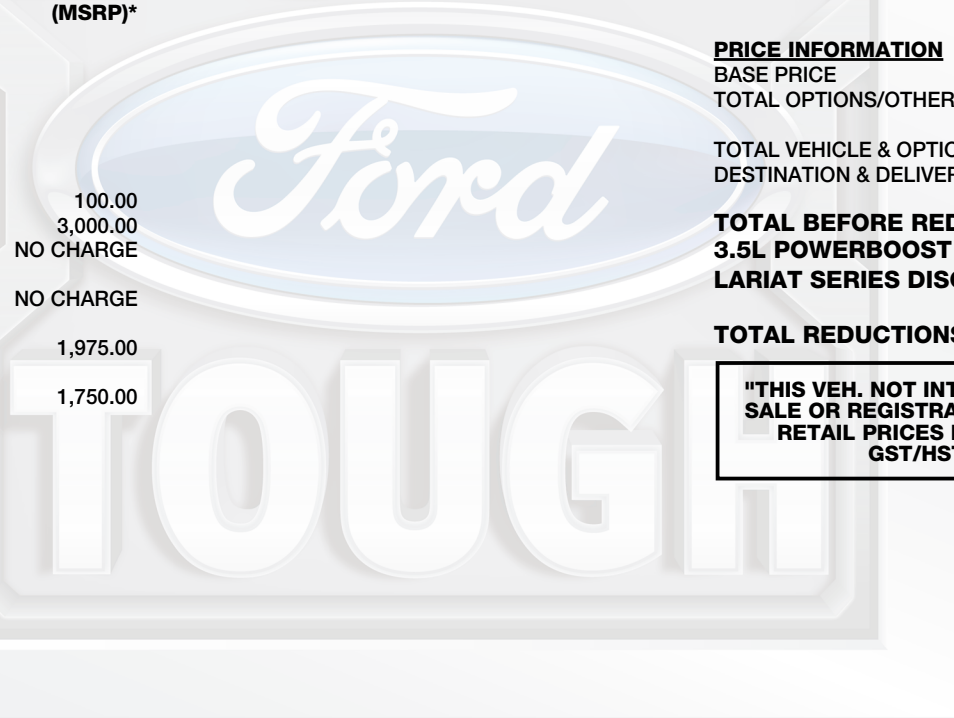 (MSRP)*
100.00
3,000.00
NO CHARGE
NO CHARGE
1,975.00
1,750.00
PRICE INFORMATION
BASE PRICE
TOTAL OPTIONS/OTHER
TOTAL VEHICLE & OPTIO
DESTINATION & DELIVER
TOTAL BEFORE RED
3.5L POWERBOOST
LARIAT SERIES DISC
TOTAL REDUCTIONS
"THIS VEH. NOT INT
SALE OR REGISTRA
RETAIL PRICES
GST/HST
Ford
TOUGH